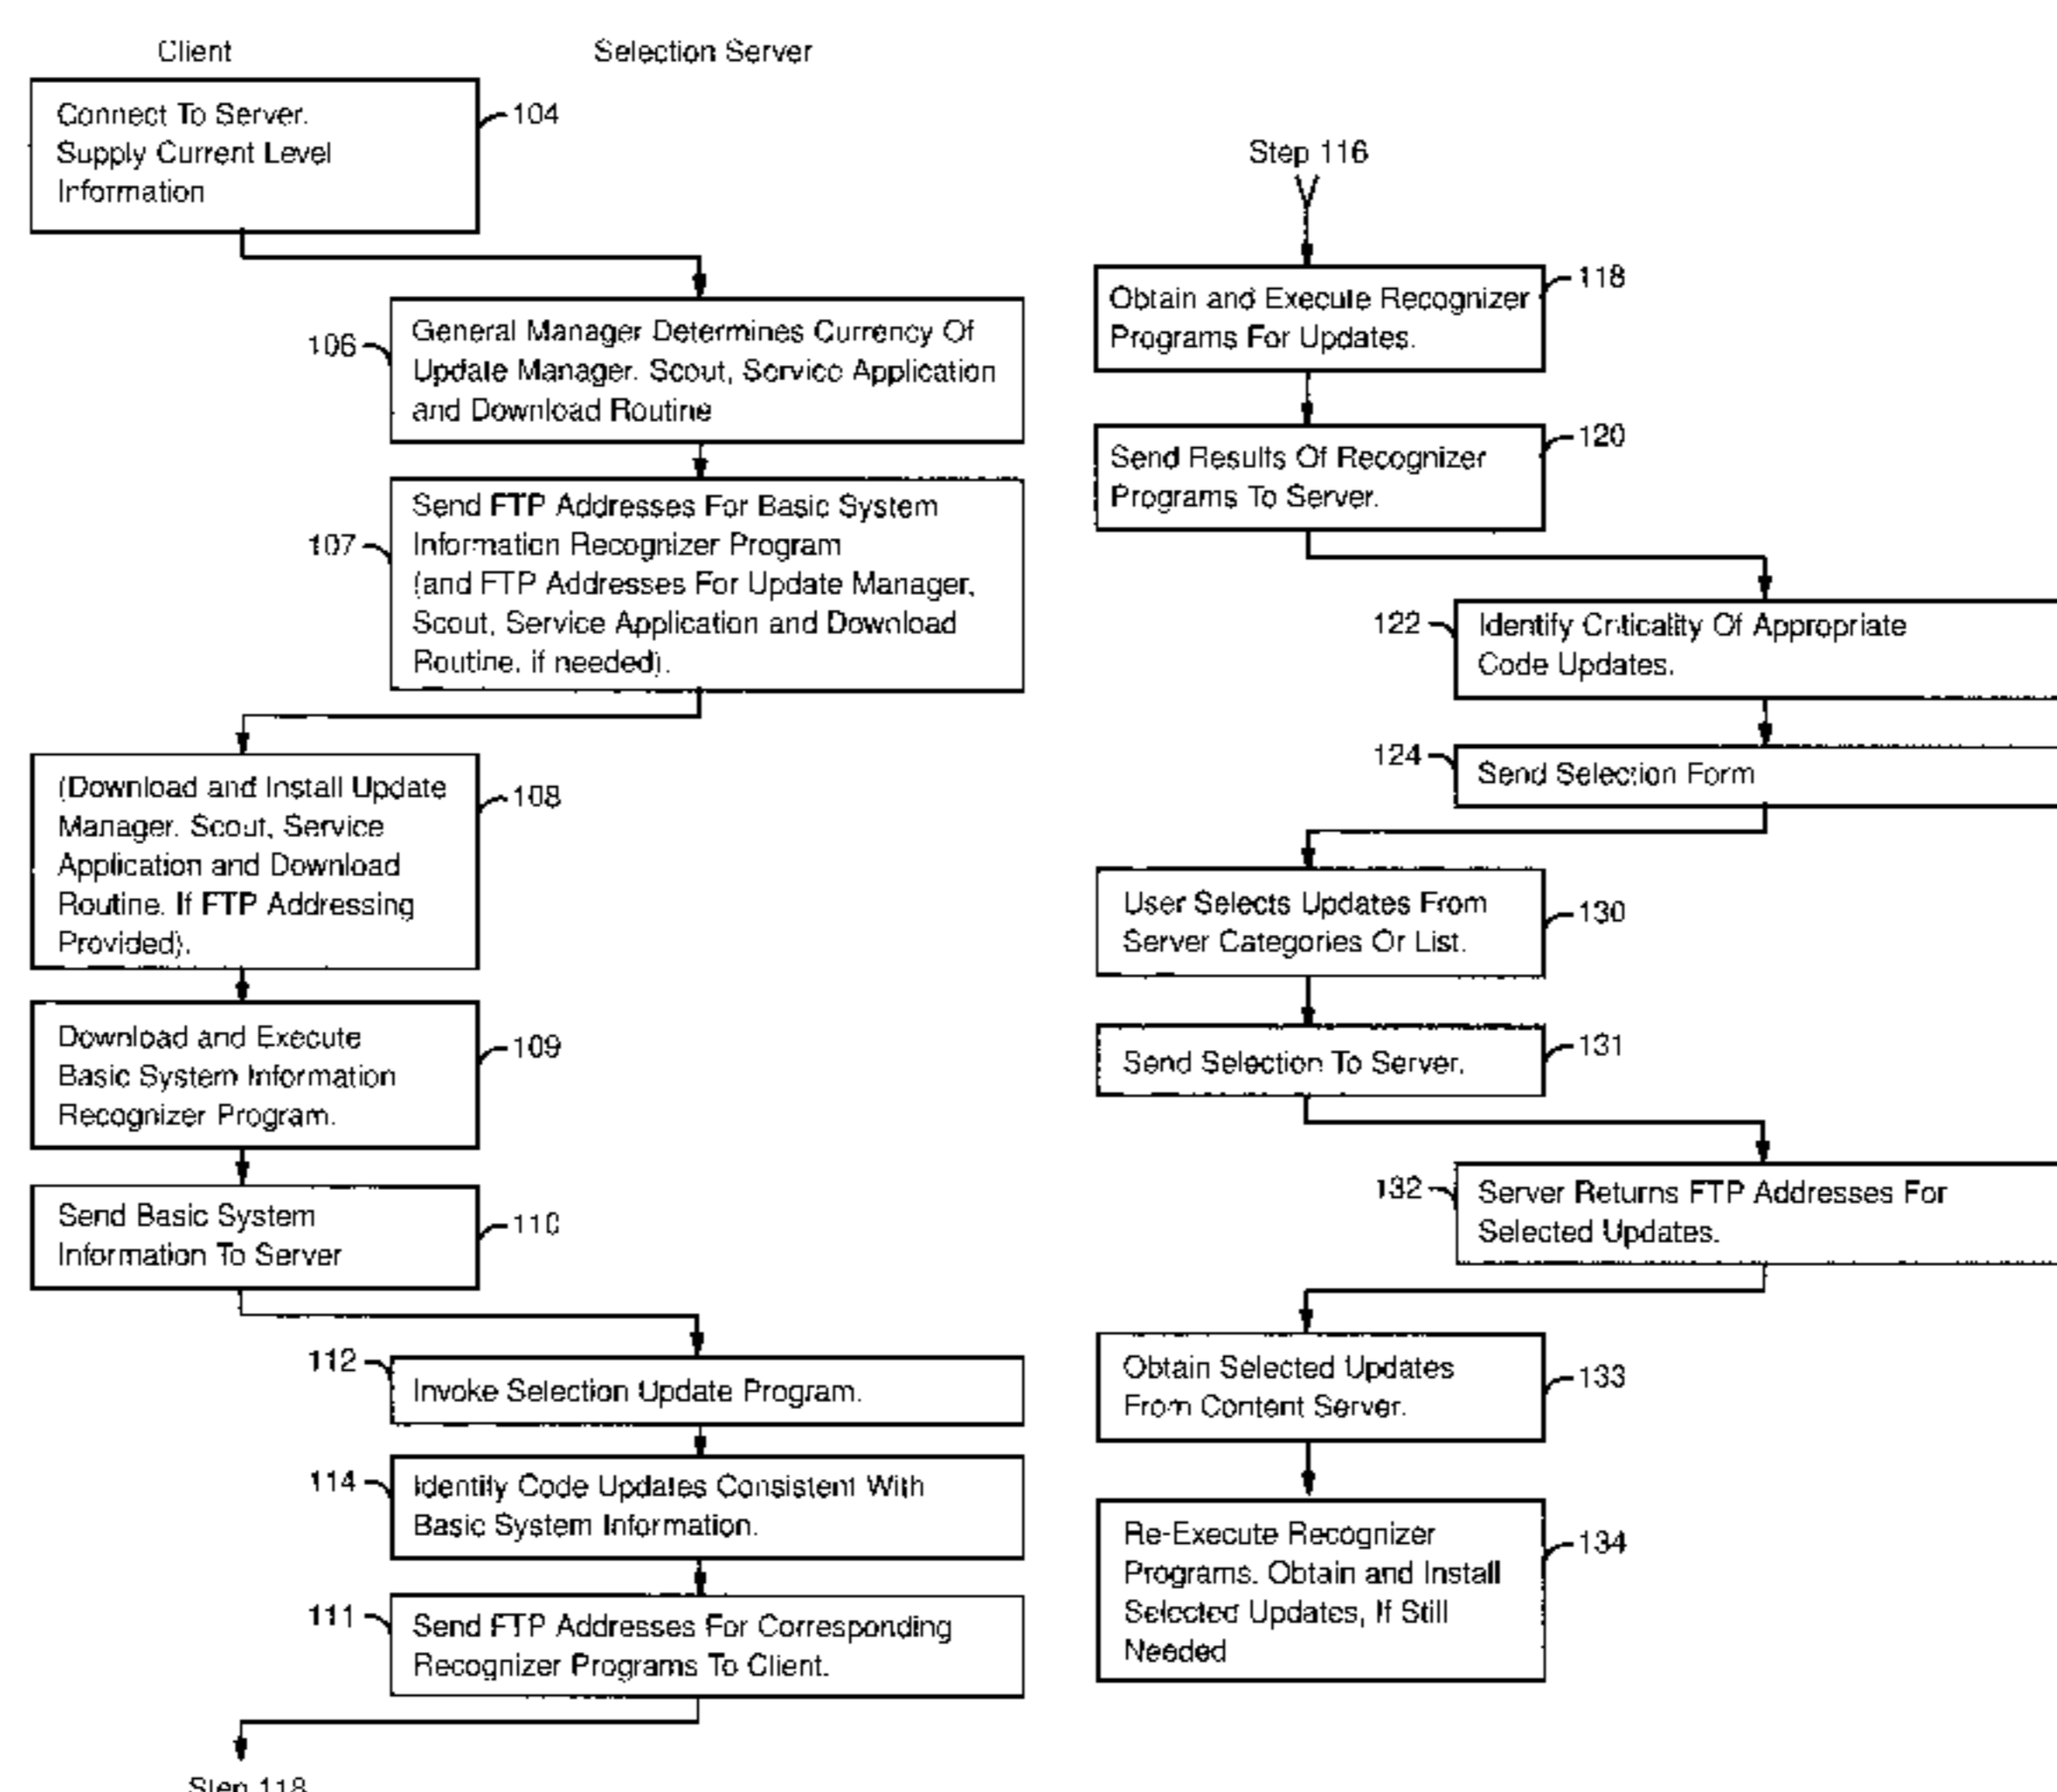 Client
Selection Server
Connect To Server.
Supply Current Level
Information
104
106
General Manager Determines Currency Of
Update Manager. Scout, Service Application
and Download Routine
107
Send FTP Addresses For Basic System
Information Recognizer Program
(and FTP Addresses For Update Manager,
Scout, Service Application and Download
Routine, if needed).
(Download and Install Update
Manager. Scout, Service
Application and Download
Routine. If FTP Addressing
Provided).
108
Download and Execute
Basic System Information
Recognizer Program.
109
Send Basic System
Information To Server
110
112
Invoke Selection Update Program.
114
Identify Code Updates Consistent With
Basic System Information.
111
Send FTP Addresses For Corresponding
Recognizer Programs To Client.
Step 118
Step 116
Obtain and Execute Recognizer
Programs For Updates.
118
Send Results Of Recognizer
Programs To Server.
120
122
Identify Criticality Of Appropriate
Code Updates.
124
Send Selection Form
User Selects Updates From
Server Categories Or List.
130
Send Selection To Server.
131
132
Server Returns FTP Addresses For
Selected Updates.
Obtain Selected Updates
From Content Server.
133
Re-Execute Recognizer
Programs. Obtain and Install
Selected Updates, If Still
Needed
134